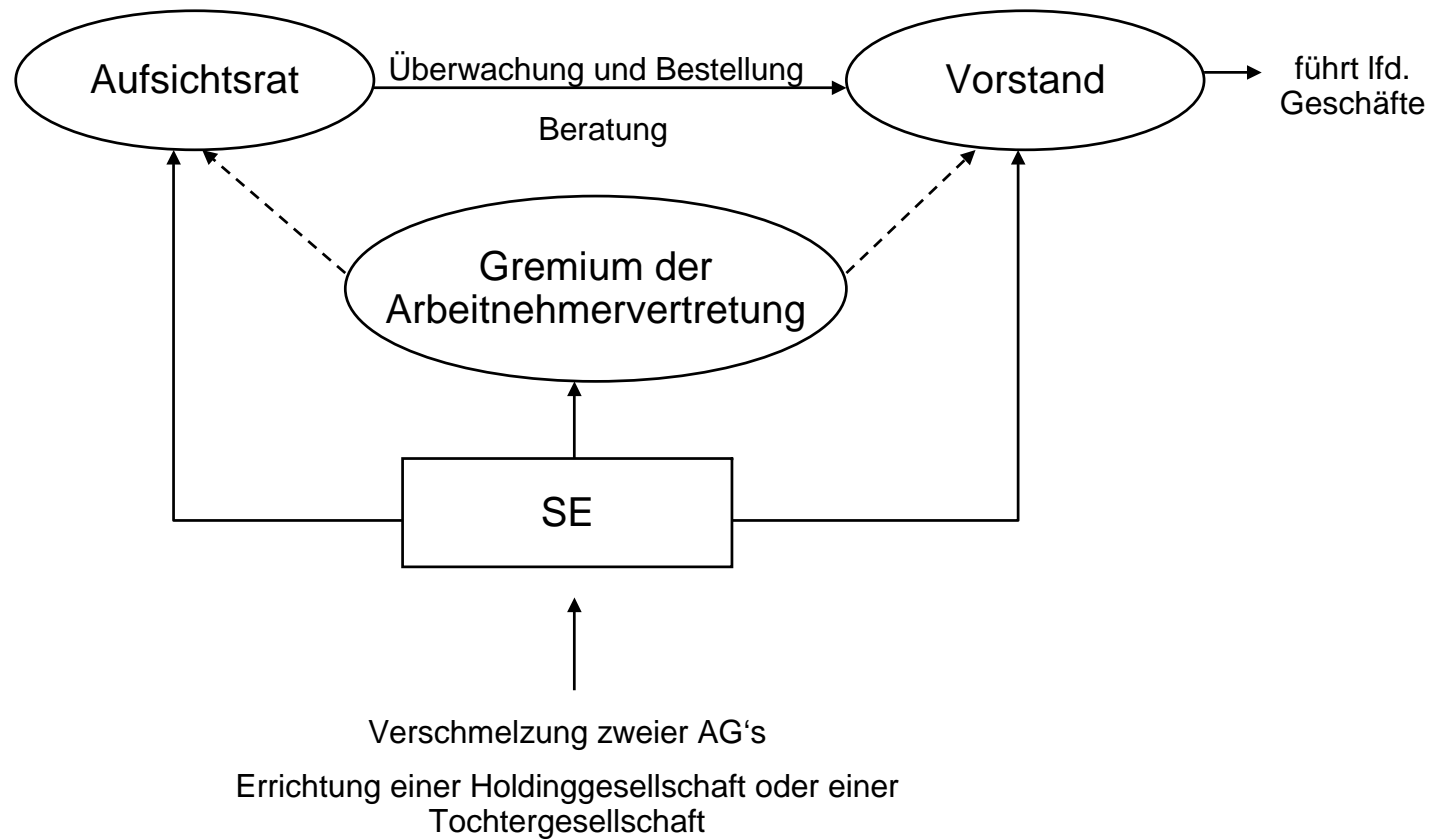 Aufsichtsrat
Überwachung und Bestellung
Beratung
Vorstand
führt lfd.
Geschäfte
Gremium der
Arbeitnehmervertretung
SE
Verschmelzung zweier AG‘s
Errichtung einer Holdinggesellschaft oder einer
Tochtergesellschaft